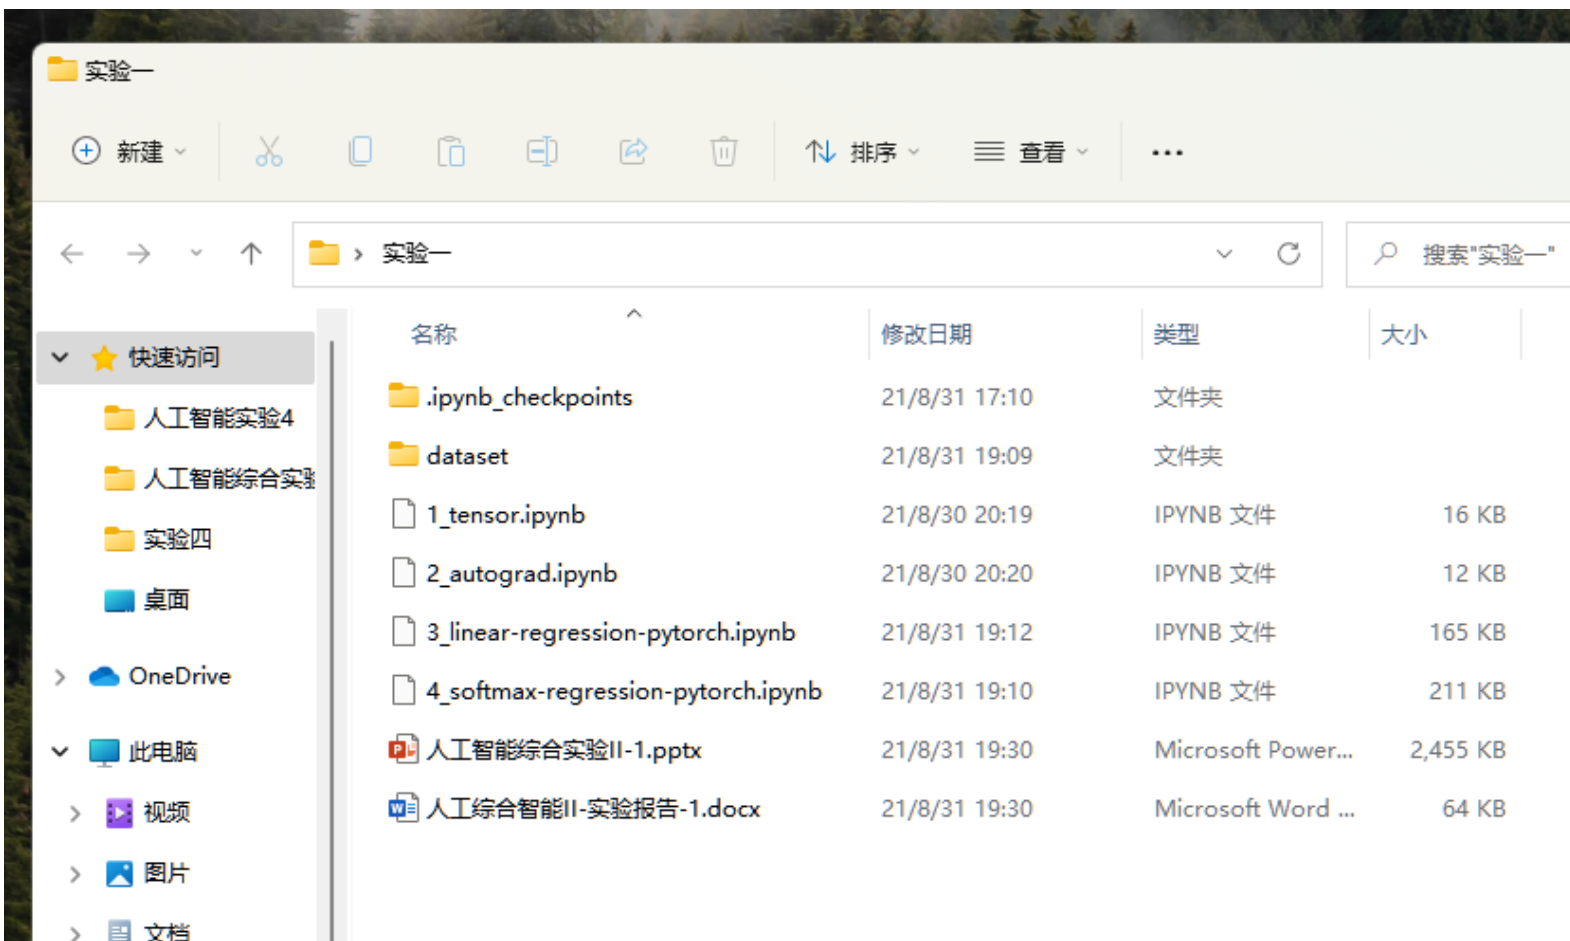 实验一
新建
排序
查看
实验一
搜索"实验一"
名称 修改日期 类型 大小
快速访问
人工智能实验4
人工智能综合实验
实验四
桌面
OneDrive
此电脑
视频
图片
文档
.ipynb_checkpoints 21/8/31 17:10 文件夹
dataset 21/8/31 19:09 文件夹
1_tensor.ipynb 21/8/30 20:19 IPYNB 文件 16 KB
2_autograd.ipynb 21/8/30 20:20 IPYNB 文件 12 KB
3_linear-regression-pytorch.ipynb 21/8/31 19:12 IPYNB 文件 165 KB
4_softmax-regression-pytorch.ipynb 21/8/31 19:10 IPYNB 文件 211 KB
人工智能综合实验II-1.pptx 21/8/31 19:30 Microsoft Power... 2,455 KB
人工综合智能II-实验报告-1.docx 21/8/31 19:30 Microsoft Word ... 64 KB